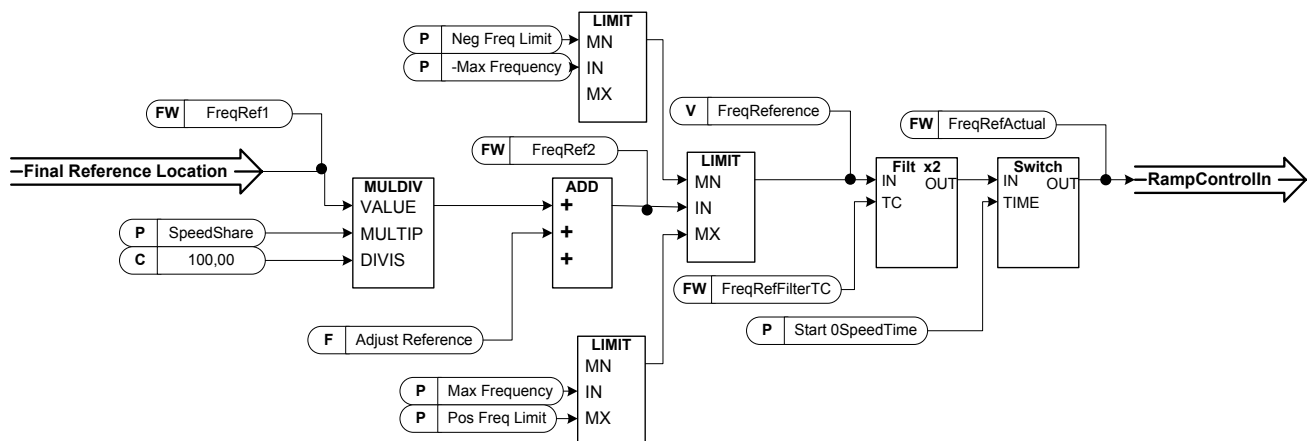 LIMIT
P Neg Freq Limit
MN
P -Max Frequency
IN
MX
FW FreqRef1
V FreqReference
FW FreqRefActual
FW FreqRef2
Final Reference Location
LIMIT
MN
IN
MX
Filt x2
IN OUT
TC
Switch
IN OUT
TIME
RampControlIn
MULDIV
VALUE
MULTIP
DIVIS
ADD
+
+
+
P SpeedShare
C 100,00
FW FreqRefFilterTC
F Adjust Reference
P Start 0SpeedTime
LIMIT
MN
IN
MX
P Max Frequency
P Pos Freq Limit